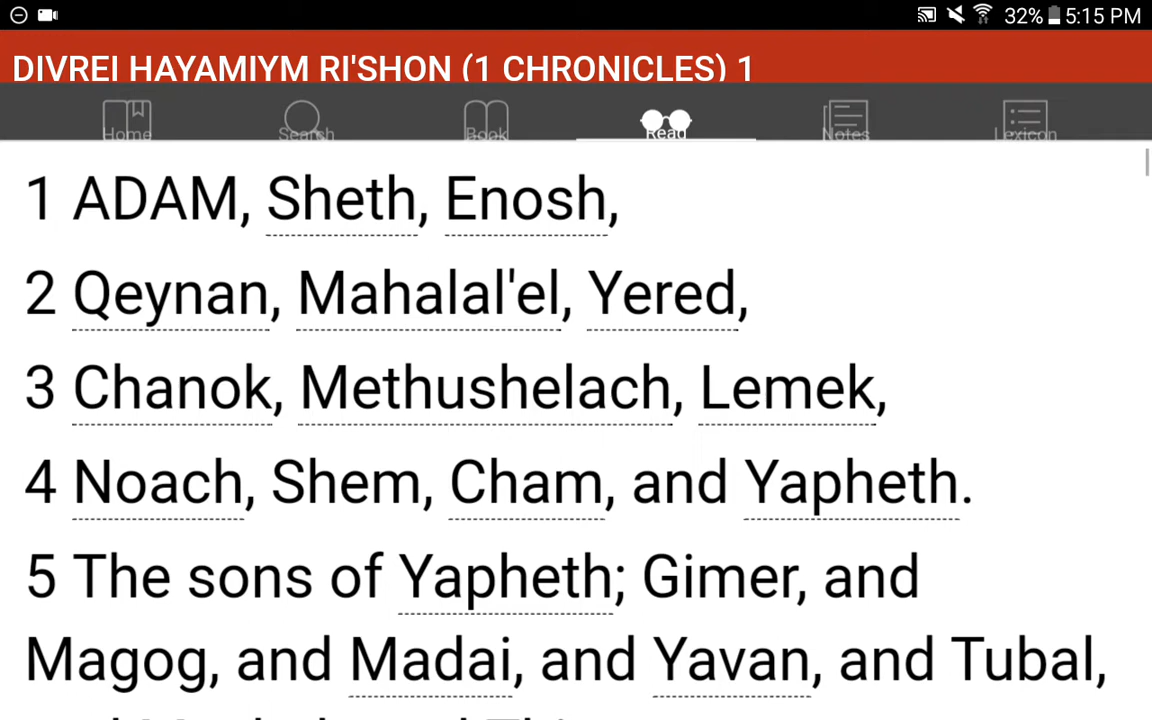 32% 5:15 PM
DIVREI HAYAMIYM RI'SHON (1 CHRONICLES) 1
Home Search Book Read Notes Lexicon
1 ADAM, Sheth, Enosh,
2 Qeynan, Mahalal'el, Yered,
3 Chanok, Methushelach, Lemek,
4 Noach, Shem, Cham, and Yapheth.
5 The sons of Yapheth; Gimer, and
Magog, and Madai, and Yavan, and Tubal,